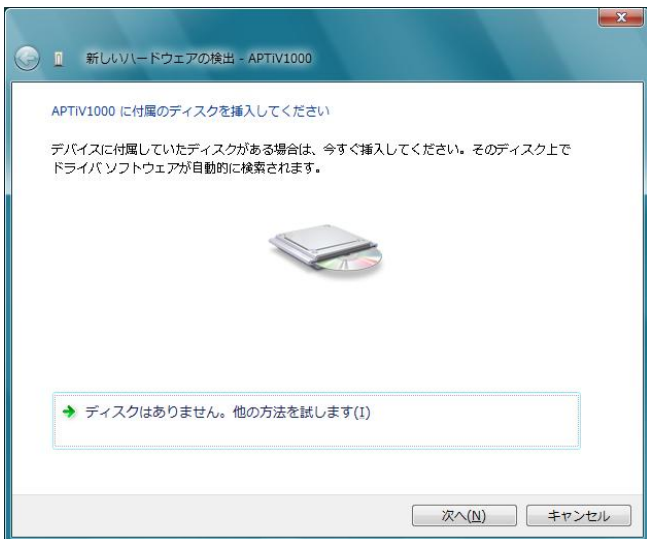 新しいハードウェアの検出 - APTiV1000
APTiV1000 に付属のディスクを挿入してください
デバイスに付属していたディスクがある場合は、今すぐ挿入してください。そのディスク上で
ドライバ ソフトウェアが自動的に検索されます。
ディスクはありません。他の方法を試します(I)
次へ(N)
キャンセル